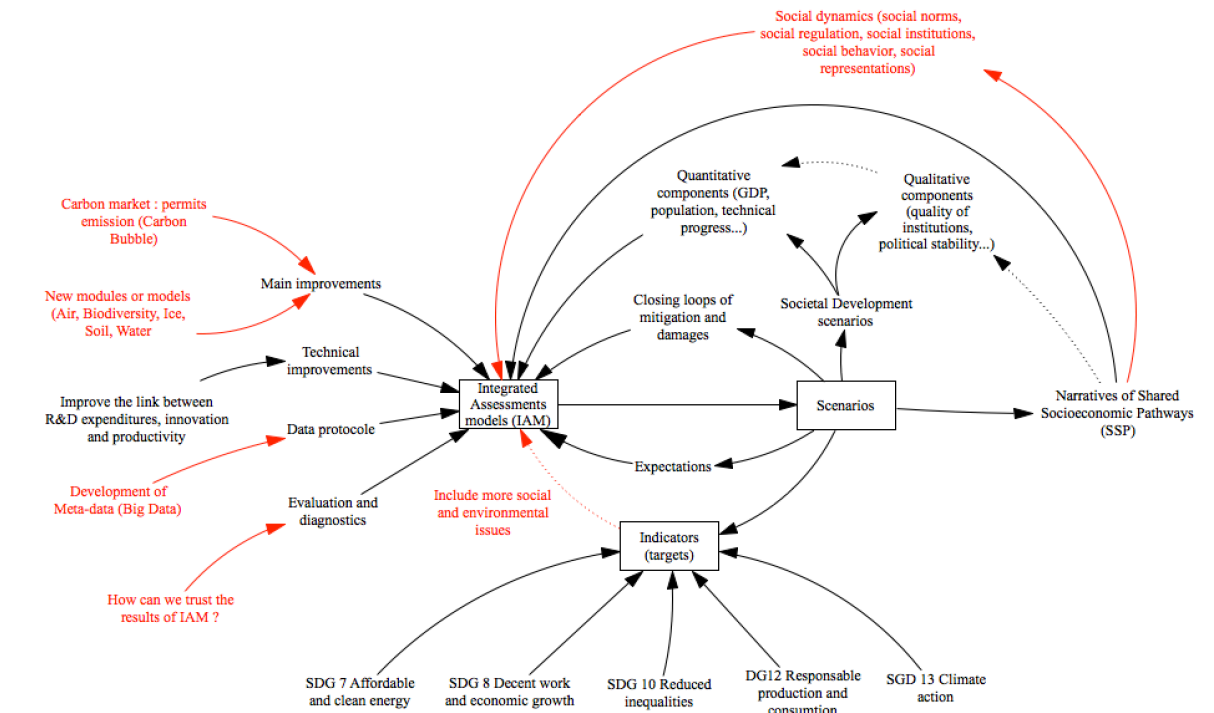 Social dynamics (social norms,
social regulation, social institutions,
social behavior, social
representations)
Quantitative
components (GDP,
population, technical
progress...)
Qualitative
components
(quality of
institutions,
political stability...)
Carbon market : permits
emission (Carbon
Bubble)
Main improvements
New modules or models
(Air, Biodiversity, Ice,
Soil, Water
Closing loops of
mitigation and
damages
Societal Development
scenarios
Technical
improvements
Improve the link between
R&D expenditures, innovation
and productivity
Integrated
Assessments
models (IAM)
Scenarios
Narratives of Shared
Socioeconomic Pathways
(SSP)
Data protocole
Expectations
Development of
Meta-data (Big Data)
Evaluation and
diagnostics
Include more social
and environmental
issues
Indicators
(targets)
How can we trust the
results of IAM ?
SDG 7 Affordable
and clean energy
SDG 8 Decent work
and economic growth
SDG 10 Reduced
inequalities
DG12 Responsable
production and
consumtion
SGD 13 Climate
action